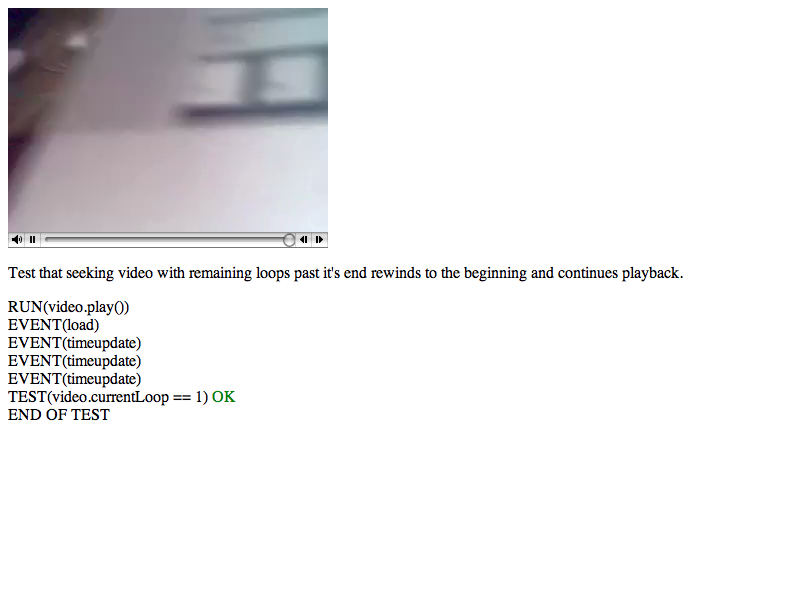 Test that seeking video with remaining loops past it's end rewinds to the beginning and continues playback.
RUN(video.play())
EVENT(load)
EVENT(timeupdate)
EVENT(timeupdate)
EVENT(timeupdate)
TEST(video.currentLoop == 1) OK
END OF TEST